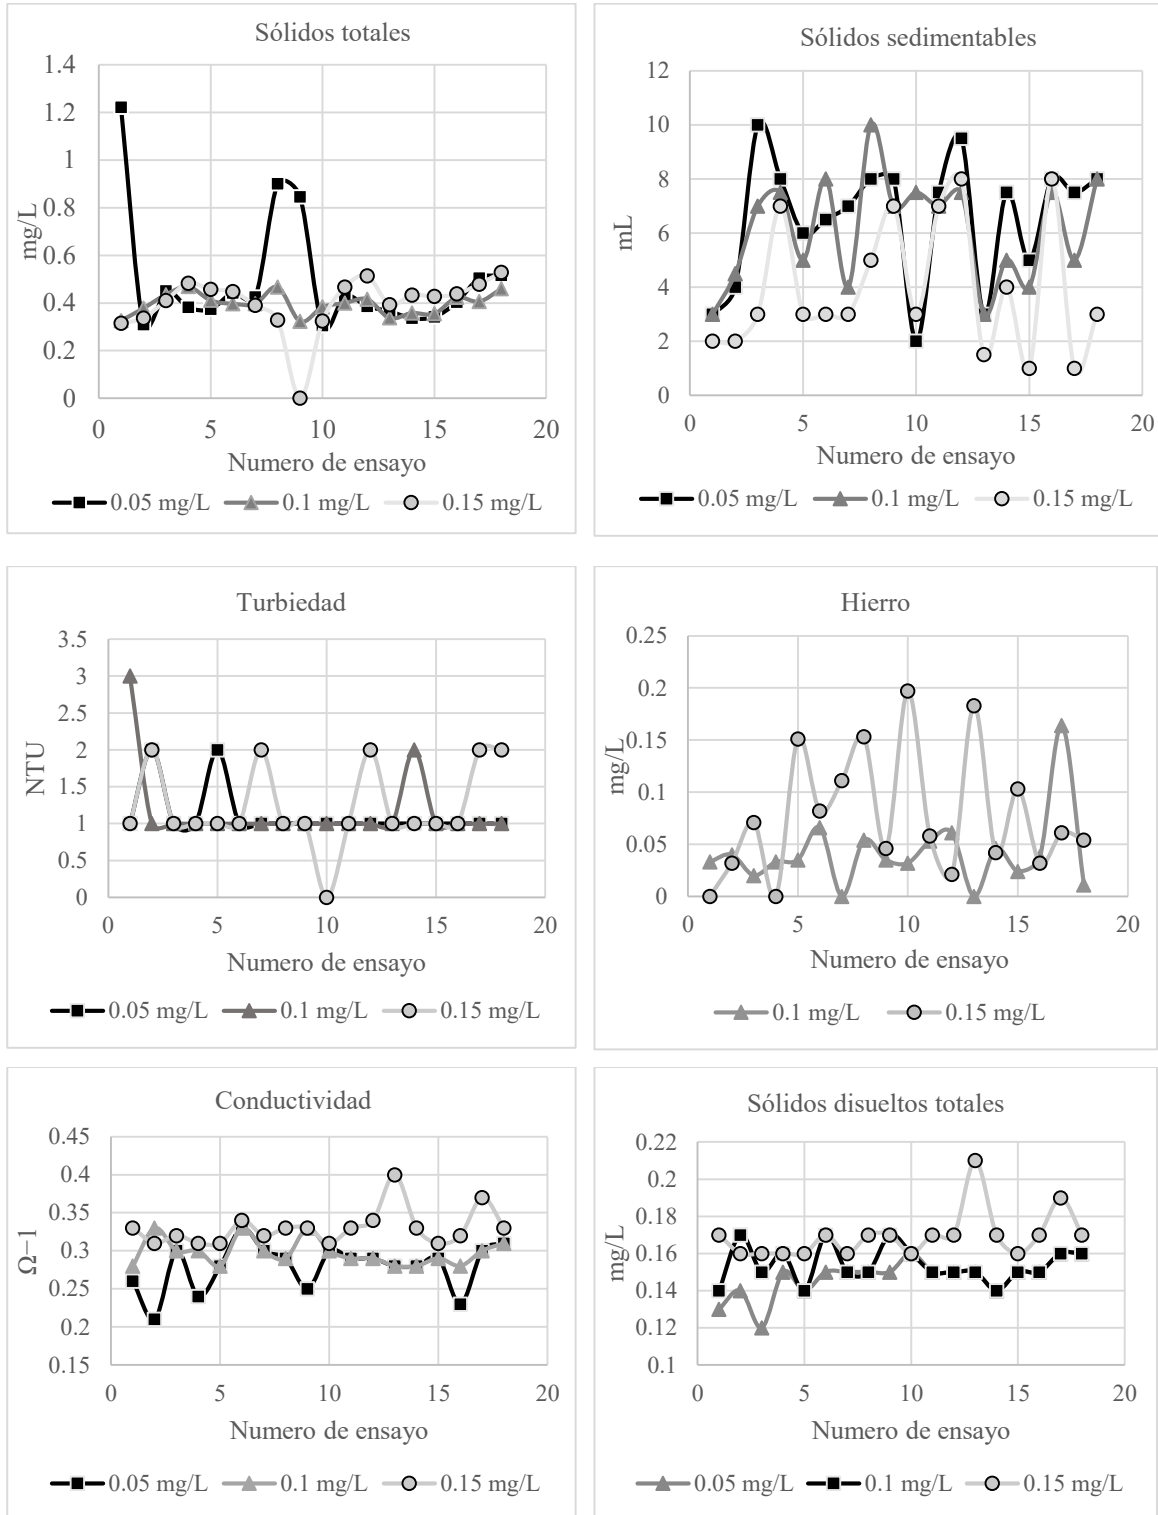 Sólidos totales
1.4
1.2
1
0.8
0.6
0.4
0.2
0
mg/L
0 5 10 15 20
Numero de ensayo
0.05 mg/L 0.1 mg/L 0.15 mg/L
Sólidos sedimentables
12
10
8
6
4
2
0
mL
0 5 10 15 20
Numero de ensayo
0.05 mg/L 0.1 mg/L 0.15 mg/L
Turbiedad
3.5
3
2.5
2
1.5
1
0.5
0
NTU
0 5 10 15 20
Numero de ensayo
0.05 mg/L 0.1 mg/L 0.15 mg/L
Hierro
0.25
0.2
0.15
0.1
0.05
0
mg/L
0 5 10 15 20
Numero de ensayo
0.1 mg/L 0.15 mg/L
Conductividad
0.45
0.4
0.35
0.3
0.25
0.2
0.15
Ω−1
0 5 10 15 20
Numero de ensayo
0.05 mg/L 0.1 mg/L 0.15 mg/L
Sólidos disueltos totales
0.22
0.2
0.18
0.16
0.14
0.12
0.1
mg/L
0 5 10 15 20
Numero de ensayo
0.05 mg/L 0.1 mg/L 0.15 mg/L